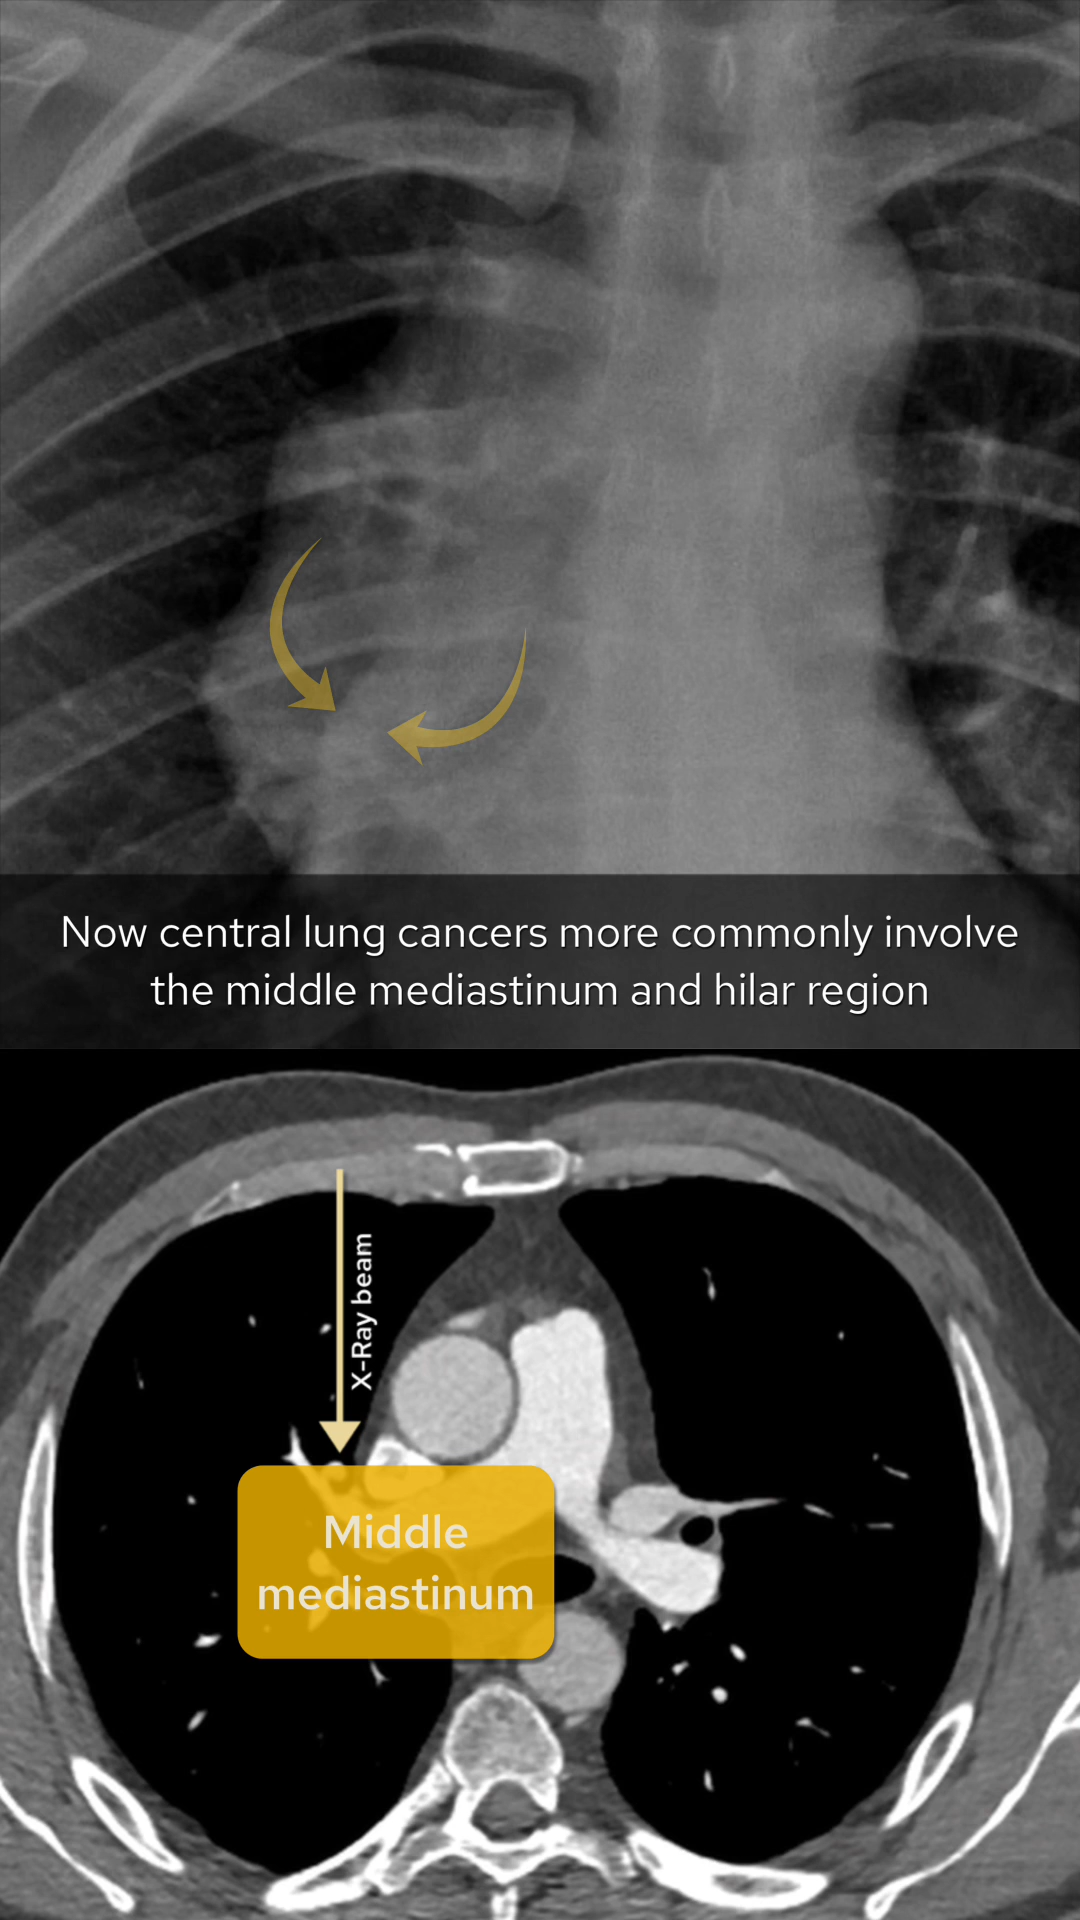 Now central lung cancers more commonly involve
the middle mediastinum and hilar region
X-Ray beam
Middle
mediastinum